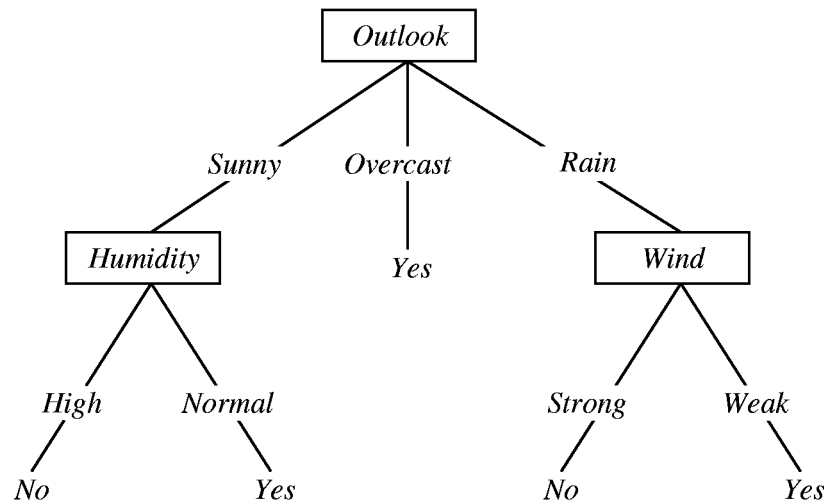 Outlook
Sunny Overcast Rain
Humidity Yes Wind
High Normal Strong Weak
No Yes No Yes